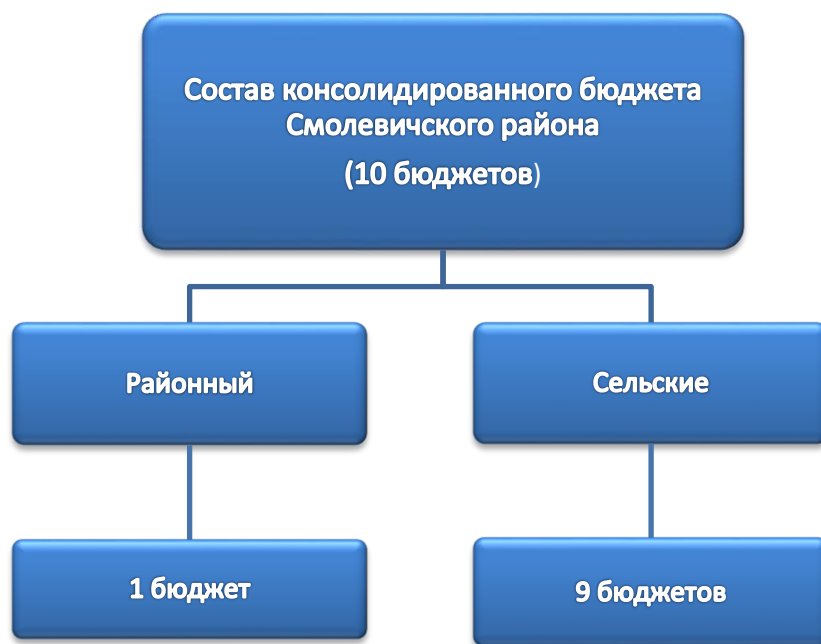 Состав консолидированного бюджета
Смолевичского района
(10 бюджетов)
Районный
Сельские
1 бюджет
9 бюджетов